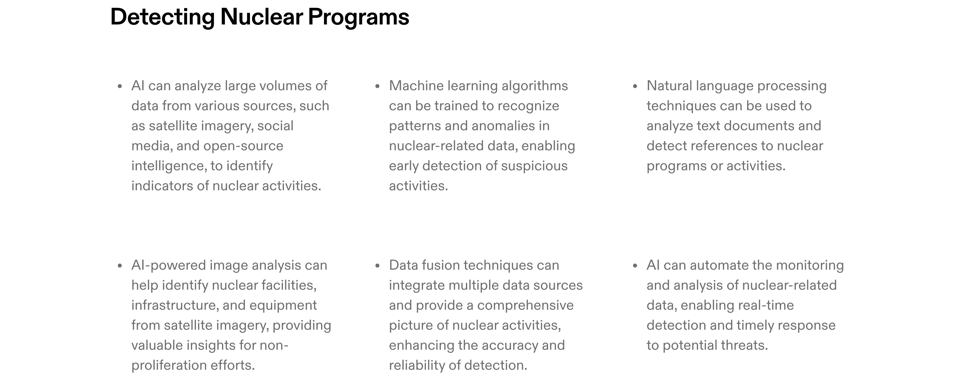 Detecting Nuclear Programs
• AI can analyze large volumes of
data from various sources, such
as satellite imagery, social
media, and open-source
intelligence, to identify
indicators of nuclear activities.
• Machine learning algorithms
can be trained to recognize
patterns and anomalies in
nuclear-related data, enabling
early detection of suspicious
activities.
• Natural language processing
techniques can be used to
analyze text documents and
detect references to nuclear
programs or activities.
• AI-powered image analysis can
help identify nuclear facilities,
infrastructure, and equipment
from satellite imagery, providing
valuable insights for non-
proliferation efforts.
• Data fusion techniques can
integrate multiple data sources
and provide a comprehensive
picture of nuclear activities,
enhancing the accuracy and
reliability of detection.
• AI can automate the monitoring
and analysis of nuclear-related
data, enabling real-time
detection and timely response
to potential threats.